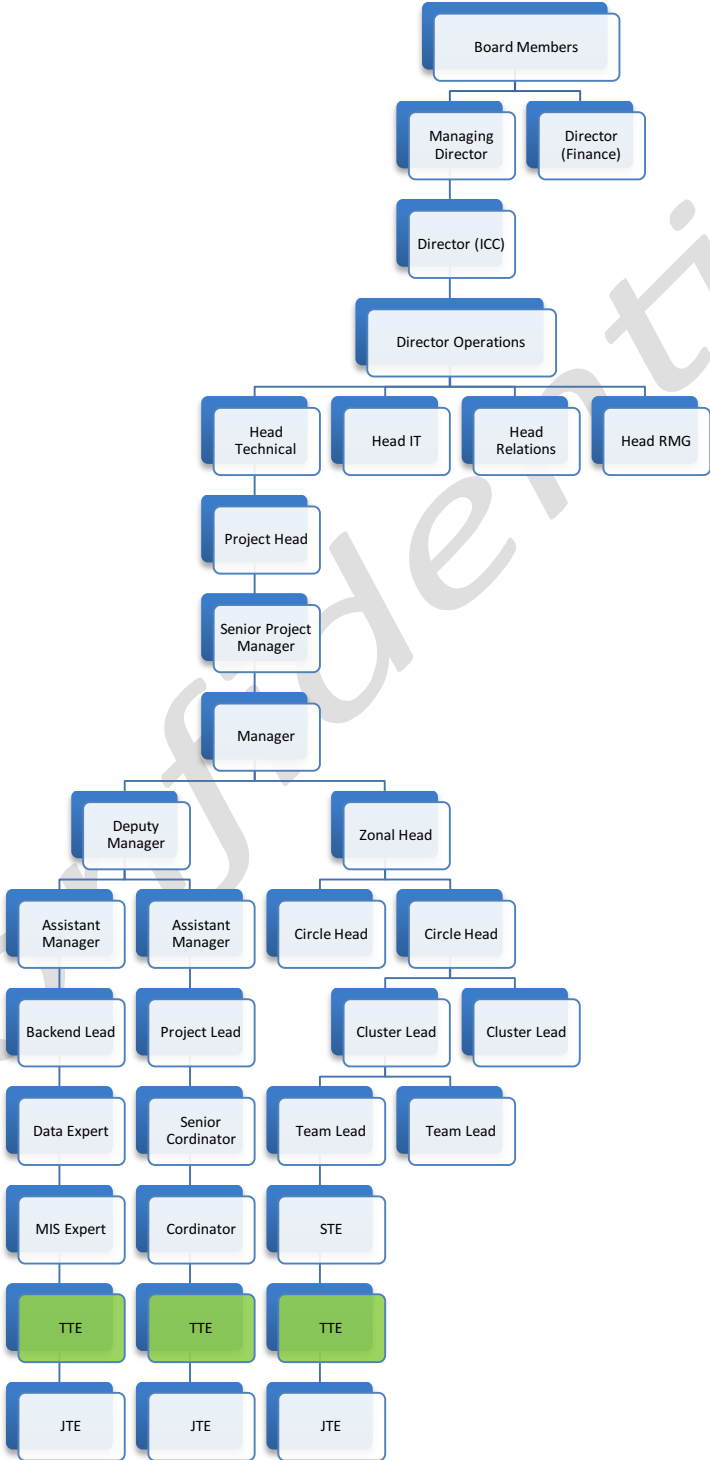 Board Members
Managing
Director
Director
(Finance)
Director (ICC)
Director Operations
Head
Technical
Head IT
Head
Relations
Head RMG
Project Head
Senior Project
Manager
Manager
Deputy
Manager
Zonal Head
Assistant
Manager
Assistant
Manager
Circle Head
Circle Head
Backend Lead
Project Lead
Cluster Lead
Cluster Lead
Data Expert
Senior
Cordinator
Team Lead
Team Lead
MIS Expert
Cordinator
STE
TTE
TTE
TTE
JTE
JTE
JTE